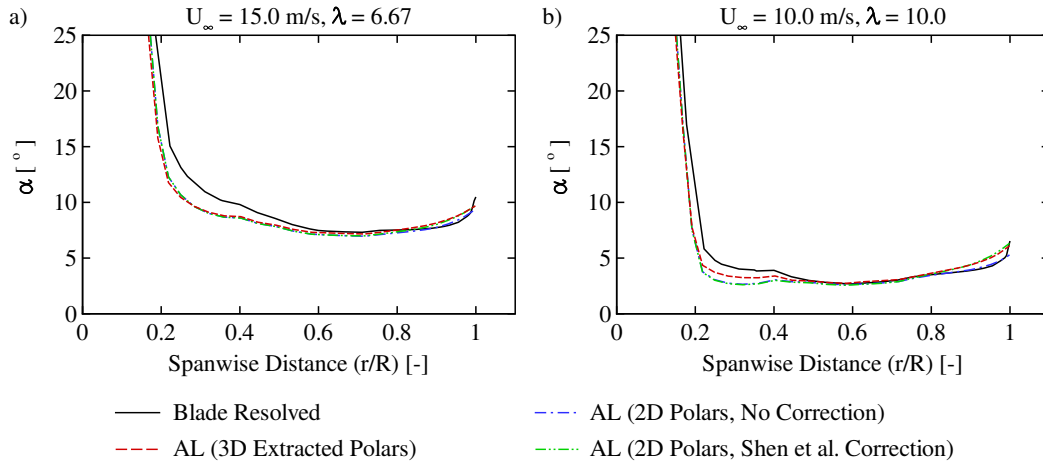 a) U∞ = 15.0 m/s, λ = 6.67
25
20
15
10
5
0
α [ ° ]
0 0.2 0.4 0.6 0.8 1
Spanwise Distance (r/R) [-]
b) U∞ = 10.0 m/s, λ = 10.0
25
20
15
10
5
0
α [ ° ]
0 0.2 0.4 0.6 0.8 1
Spanwise Distance (r/R) [-]
Blade Resolved
AL (3D Extracted Polars)
AL (2D Polars, No Correction)
AL (2D Polars, Shen et al. Correction)